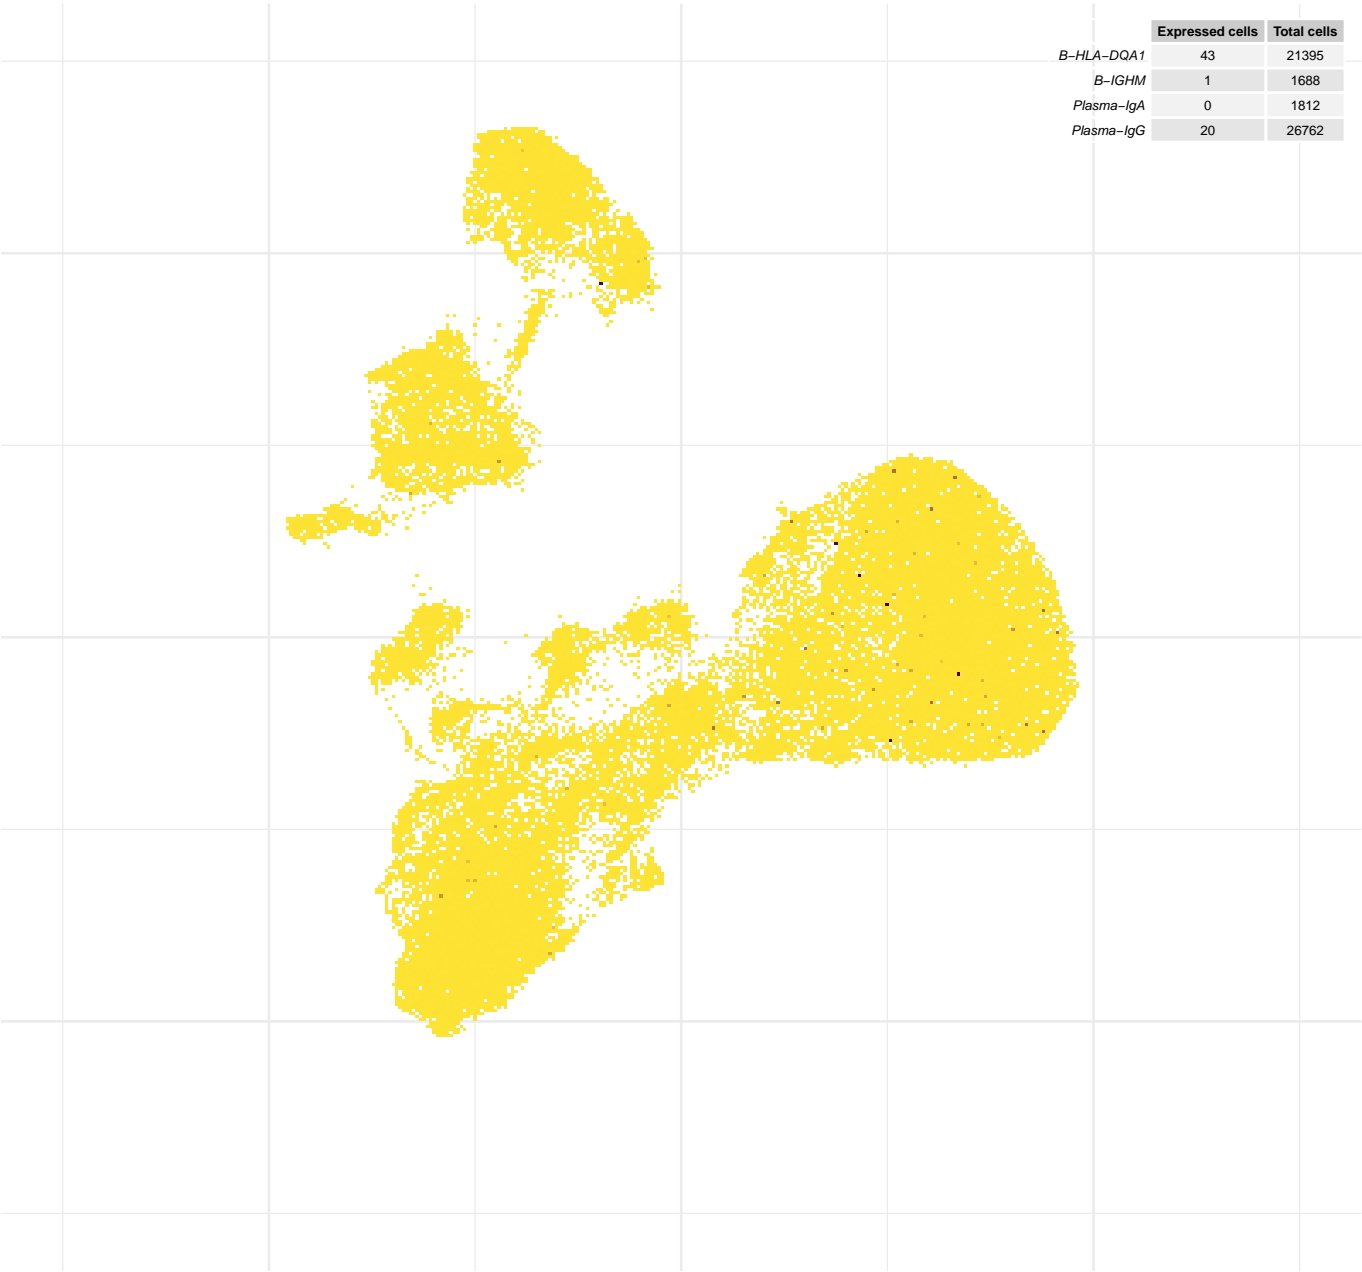 Expressed cells Total cells
B−HLA−DQA1 43 21395
B−IGHM 1 1688
Plasma−IgA 0 1812
Plasma−IgG 20 26762